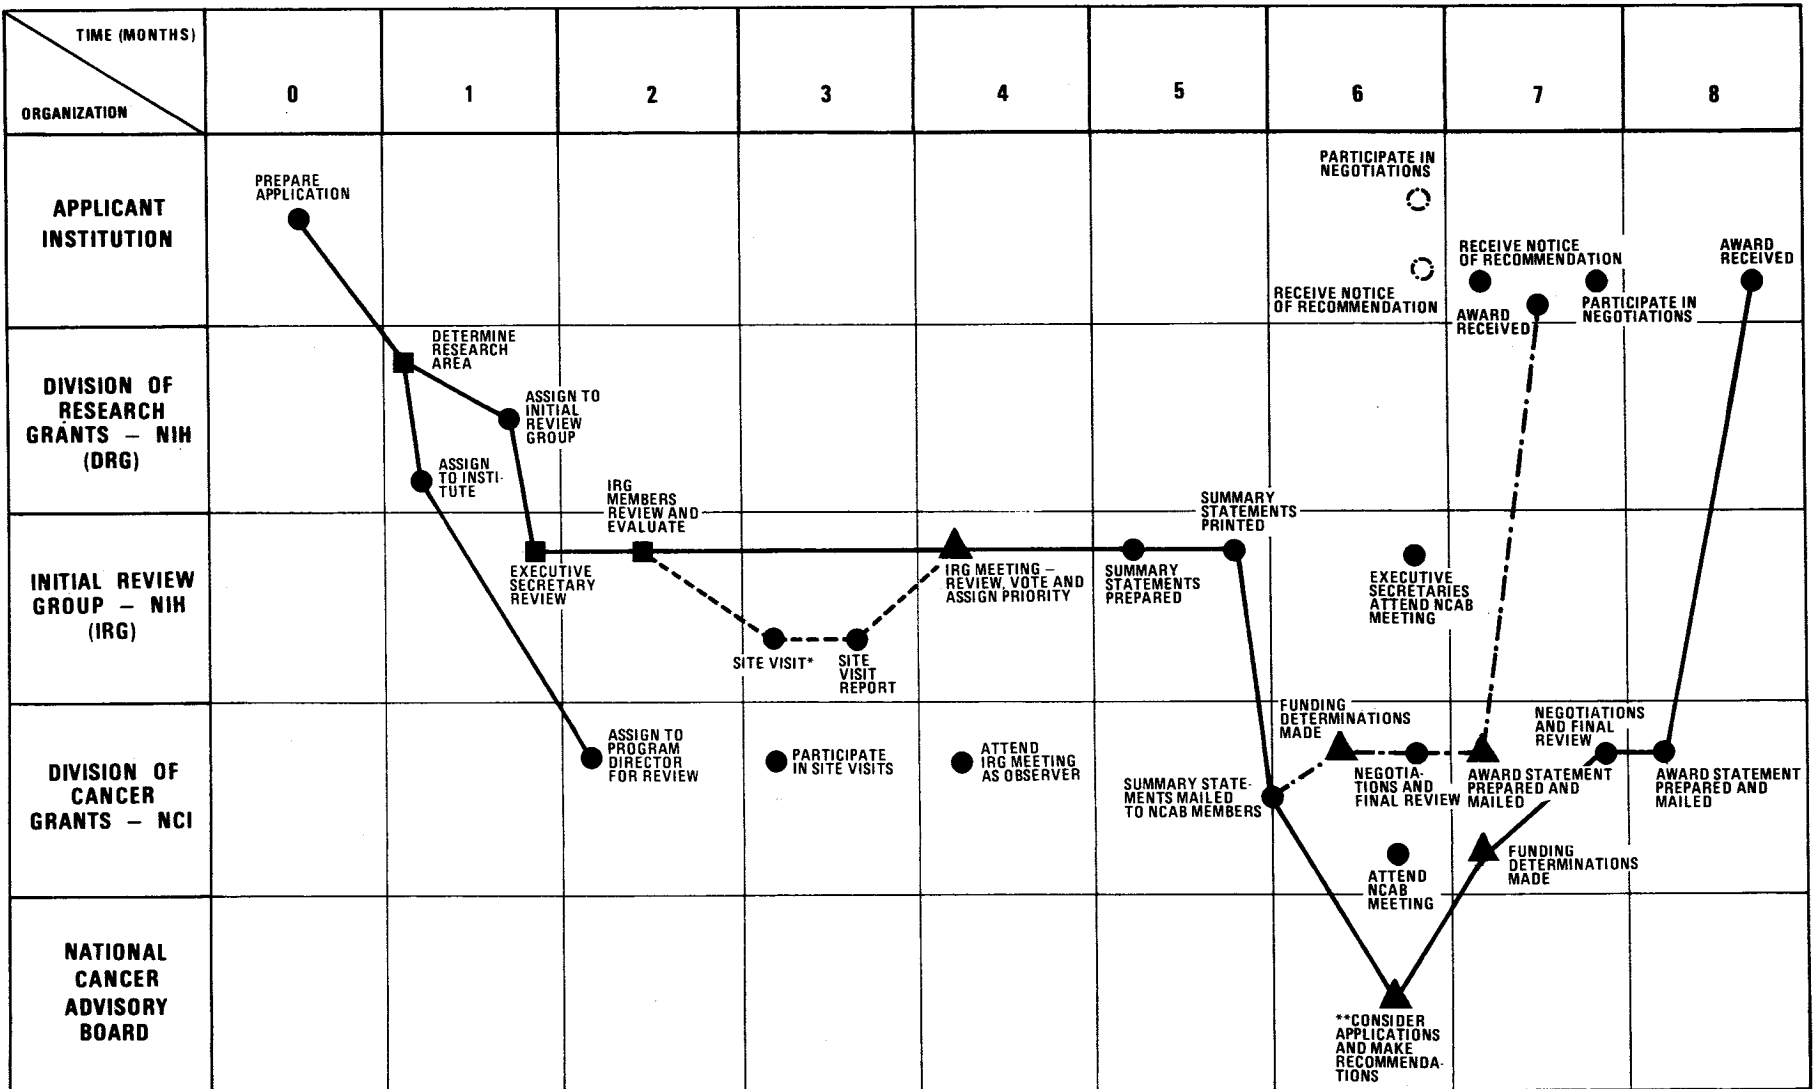 TIME (MONTHS)
ORGANIZATION
0
1
2
3
4
5
6
7
8
APPLICANT
INSTITUTION
PREPARE
APPLICATION
PARTICIPATE IN
NEGOTIATIONS
RECEIVE NOTICE
OF RECOMMENDATION
RECEIVE NOTICE
OF RECOMMENDATION
AWARD
RECEIVED
PARTICIPATE IN
NEGOTIATIONS
AWARD
RECEIVED
DIVISION OF
RESEARCH
GRANTS – NIH
(DRG)
DETERMINE
RESEARCH
AREA
ASSIGN TO
INITIAL
REVIEW
GROUP
ASSIGN
TO INSTI-
TUTE
INITIAL REVIEW
GROUP – NIH
(IRG)
EXECUTIVE
SECRETARY
REVIEW
IRG
MEMBERS
REVIEW AND
EVALUATE
SITE VISIT*
SITE
VISIT
REPORT
IRG MEETING –
REVIEW, VOTE AND
ASSIGN PRIORITY
SUMMARY
STATEMENTS
PREPARED
SUMMARY
STATEMENTS
PRINTED
EXECUTIVE
SECRETARIES
ATTEND NCAB
MEETING
DIVISION OF
CANCER
GRANTS – NCI
ASSIGN TO
PROGRAM
DIRECTOR
FOR REVIEW
PARTICIPATE
IN SITE VISITS
ATTEND
IRG MEETING
AS OBSERVER
SUMMARY STATE-
MENTS MAILED
TO NCAB MEMBERS
FUNDING
DETERMINATIONS
MADE
NEGOTIA-
TIONS AND
FINAL REVIEW
AWARD STATEMENT
PREPARED AND
MAILED
NEGOTIATIONS
AND FINAL
REVIEW
AWARD STATEMENT
PREPARED AND
MAILED
ATTEND
NCAB
MEETING
FUNDING
DETERMINATIONS
MADE
NATIONAL
CANCER
ADVISORY
BOARD
**CONSIDER
APPLICATIONS
AND MAKE
RECOMMENDA-
TIONS